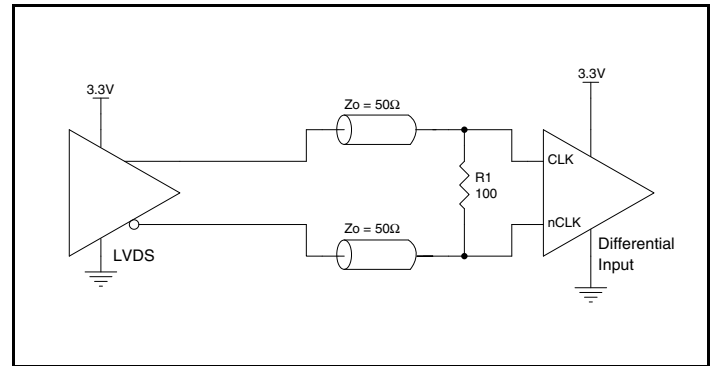 3.3V
Zo = 50Ω
3.3V
CLK
R1
100
Zo = 50Ω
nCLK
LVDS
Differential
Input